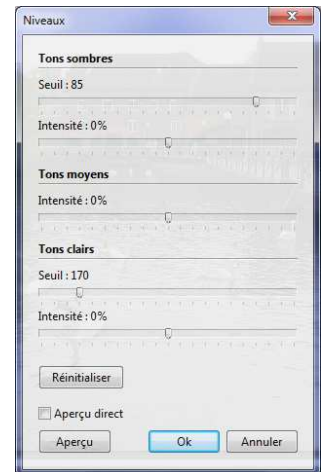 Niveaux
Tons sombres
Seuil : 85
Intensité : 0%
Tons moyens
Intensité : 0%
Tons clairs
Seuil : 170
Intensité : 0%
Réinitialiser
Aperçu direct
Aperçu Ok Annuler